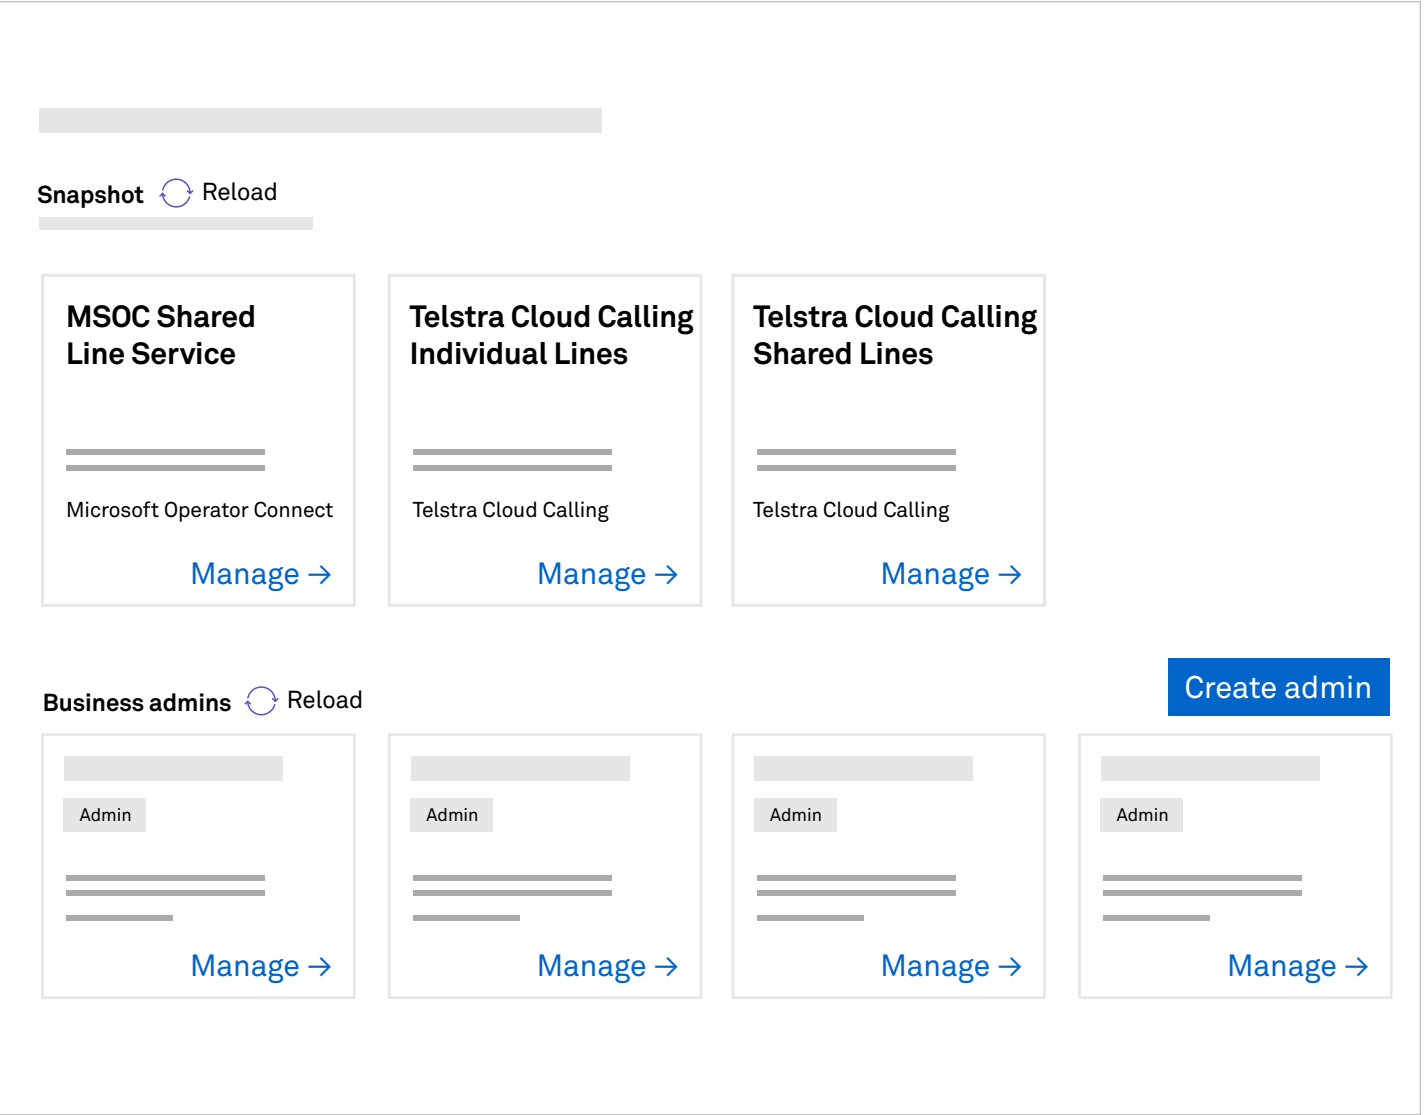 Snapshot Reload
MSOC Shared
Line Service
Microsoft Operator Connect
Manage →
Telstra Cloud Calling
Individual Lines
Telstra Cloud Calling
Manage →
Telstra Cloud Calling
Shared Lines
Telstra Cloud Calling
Manage →
Business admins Reload
Create admin
Admin
Manage →
Admin
Manage →
Admin
Manage →
Admin
Manage →